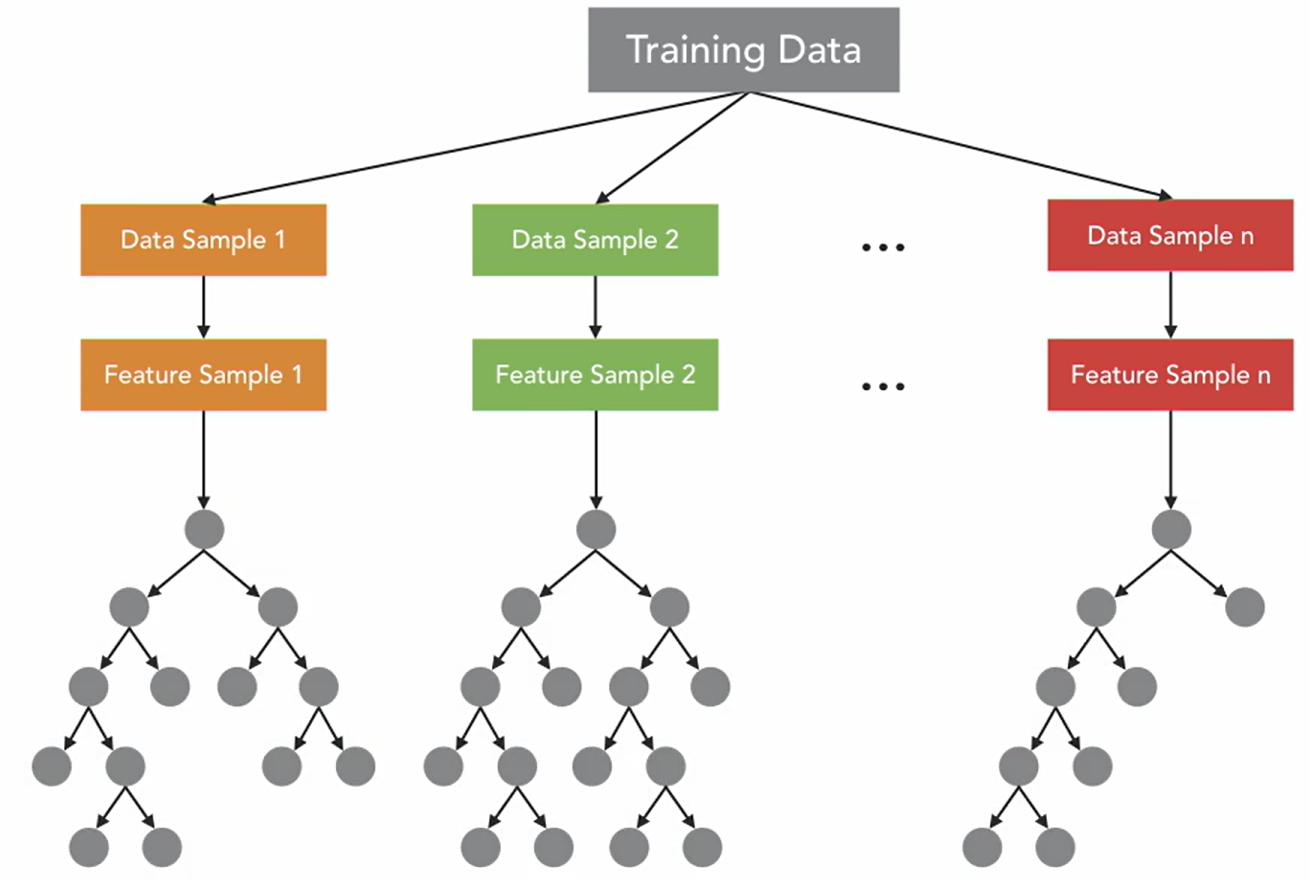 Training Data
Data Sample 1
Data Sample 2
...
Data Sample n
Feature Sample 1
Feature Sample 2
...
Feature Sample n